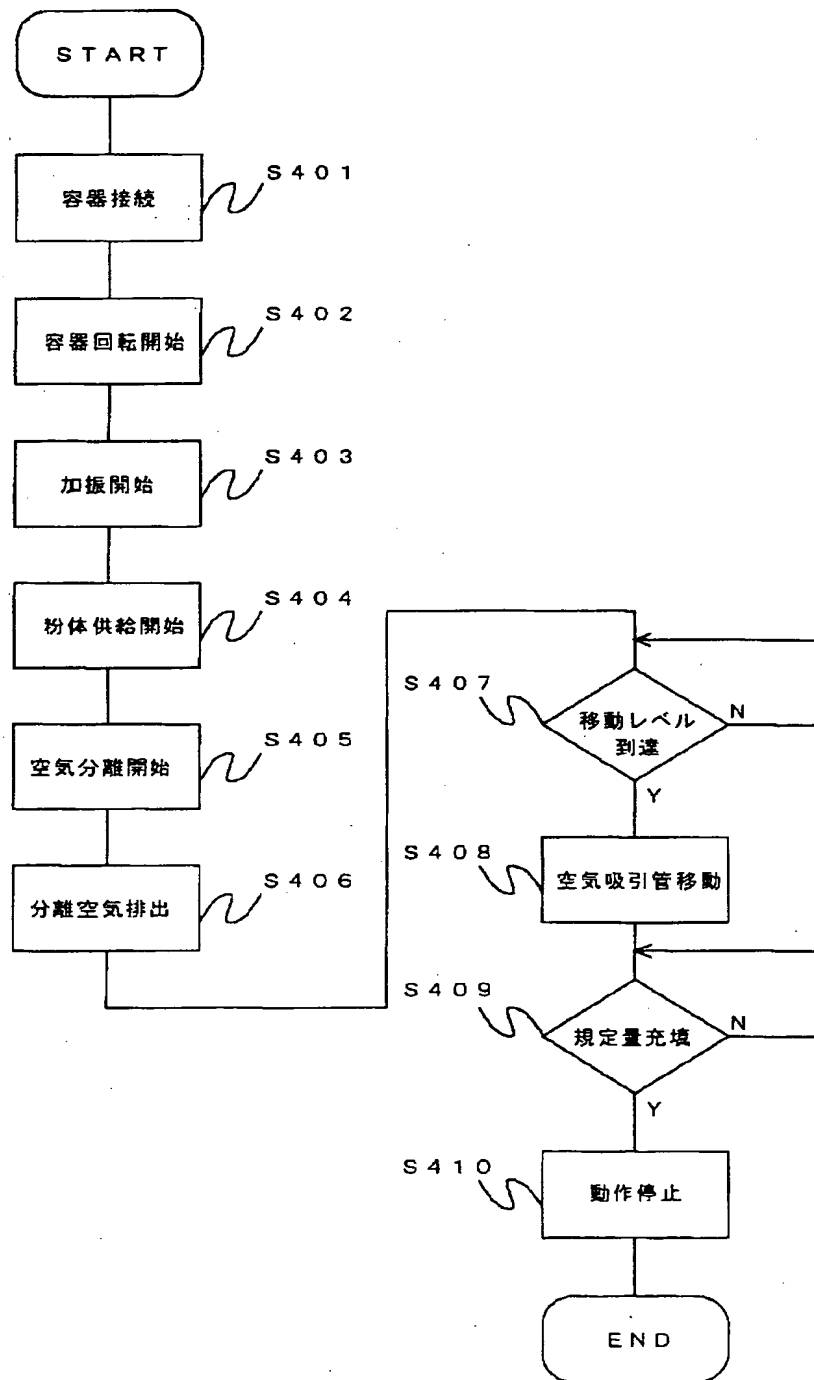 START
容器接続
S401
容器回転開始
S402
加振開始
S403
粉体供給開始
S404
空気分離開始
S405
分離空気排出
S406
S407
移動レベル
到達
N
Y
S408
空気吸引管移動
S409
規定量充填
N
Y
S410
動作停止
END